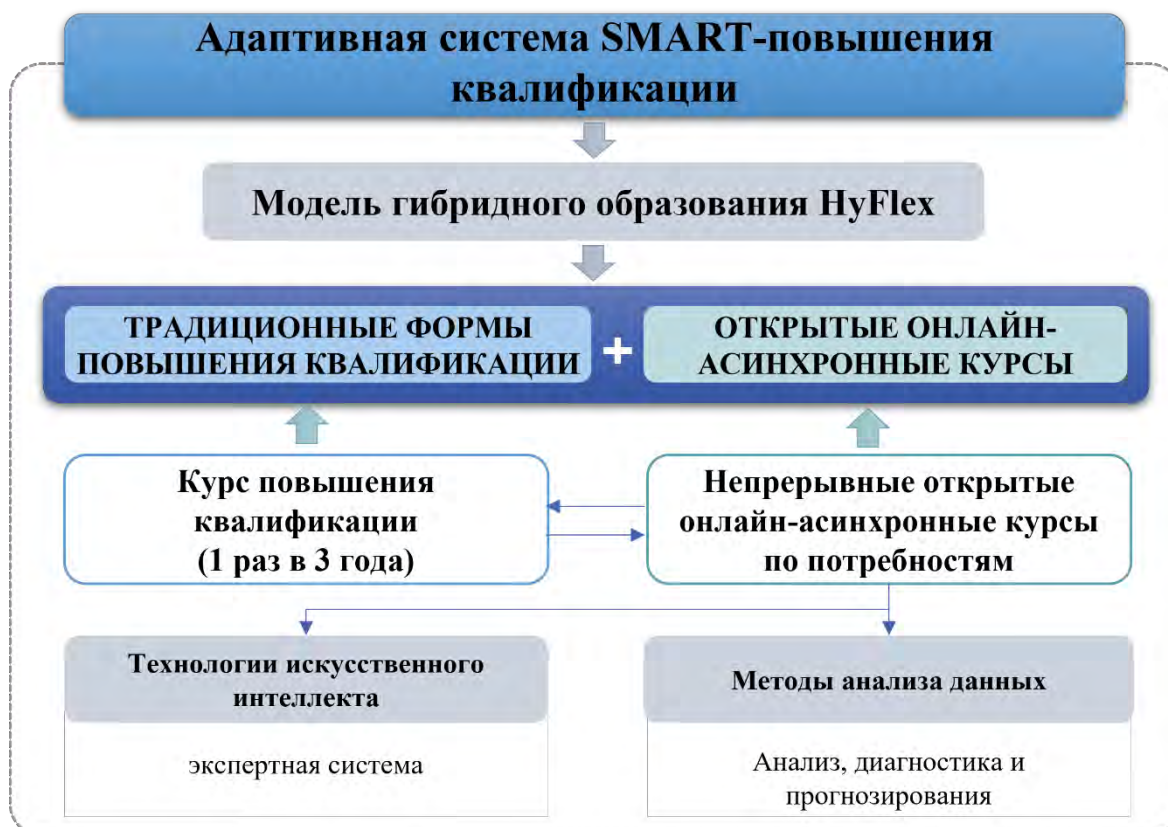 Адаптивная система SMART-повышения
квалификации
Модель гибридного образования HyFlex
ТРАДИЦИОННЫЕ ФОРМЫ
ПОВЫШЕНИЯ КВАЛИФИКАЦИИ
+
ОТКРЫТЫЕ ОНЛАЙН-
АСИНХРОННЫЕ КУРСЫ
Курс повышения
квалификации
(1 раз в 3 года)
Непрерывные открытые
онлайн-асинхронные курсы
по потребностям
Технологии искусственного
интеллекта
экспертная система
Методы анализа данных
Анализ, диагностика и
прогнозирования